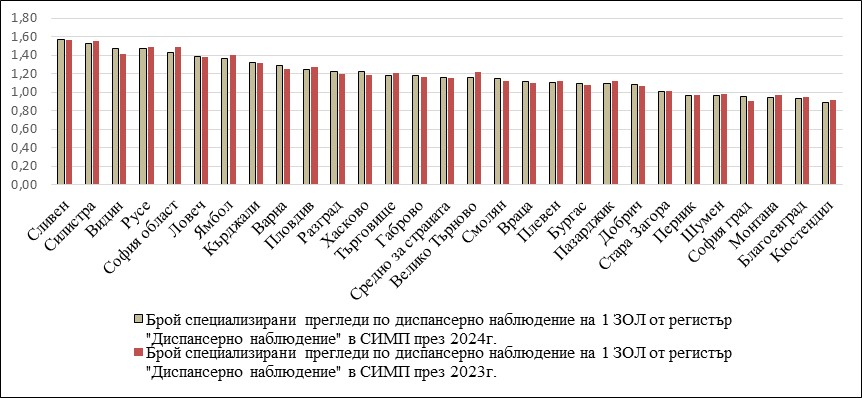 1,80
1,60
1,40
1,20
1,00
0,80
0,60
0,40
0,20
0,00
Сливен
Силистра
Видин
Русе
София област
Ловеч
Ямбол
Кърджали
Варна
Пловдив
Разград
Хасково
Търговище
Габрово
Средно за страната
Велико Търново
Смолян
Враца
Плевен
Бургас
Пазарджик
Добрич
Стара Загора
Перник
Шумен
София град
Монтана
Благоевград
Кюстендил
Брой специализирани прегледи по диспансерно наблюдение на 1 ЗОЛ от регистър
"Диспансерно наблюдение" в СИМП през 2024г.
Брой специализирани прегледи по диспансерно наблюдение на 1 ЗОЛ от регистър
"Диспансерно наблюдение" в СИМП през 2023г.